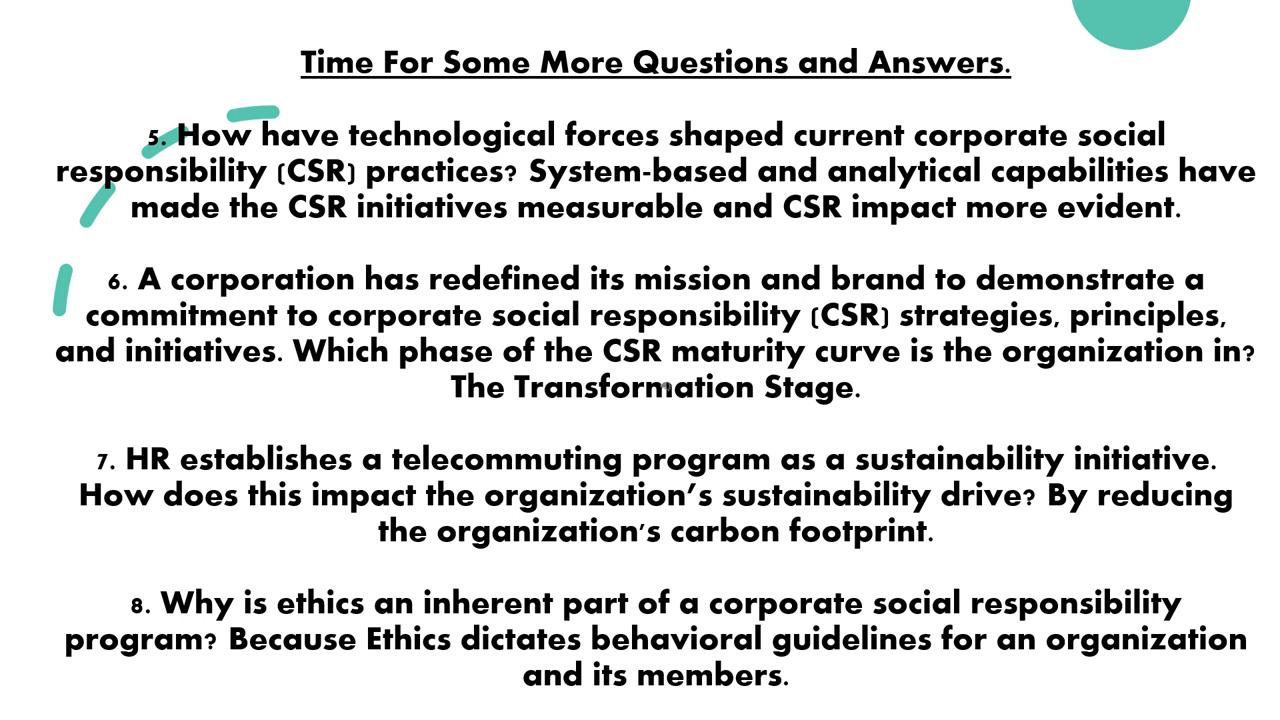 Time For Some More Questions and Answers.
5. How have technological forces shaped current corporate social
responsibility (CSR) practices? System-based and analytical capabilities have
made the CSR initiatives measurable and CSR impact more evident.
6. A corporation has redefined its mission and brand to demonstrate a
commitment to corporate social responsibility (CSR) strategies, principles,
and initiatives. Which phase of the CSR maturity curve is the organization in?
The Transformation Stage.
7. HR establishes a telecommuting program as a sustainability initiative.
How does this impact the organization’s sustainability drive? By reducing
the organization's carbon footprint.
8. Why is ethics an inherent part of a corporate social responsibility
program? Because Ethics dictates behavioral guidelines for an organization
and its members.